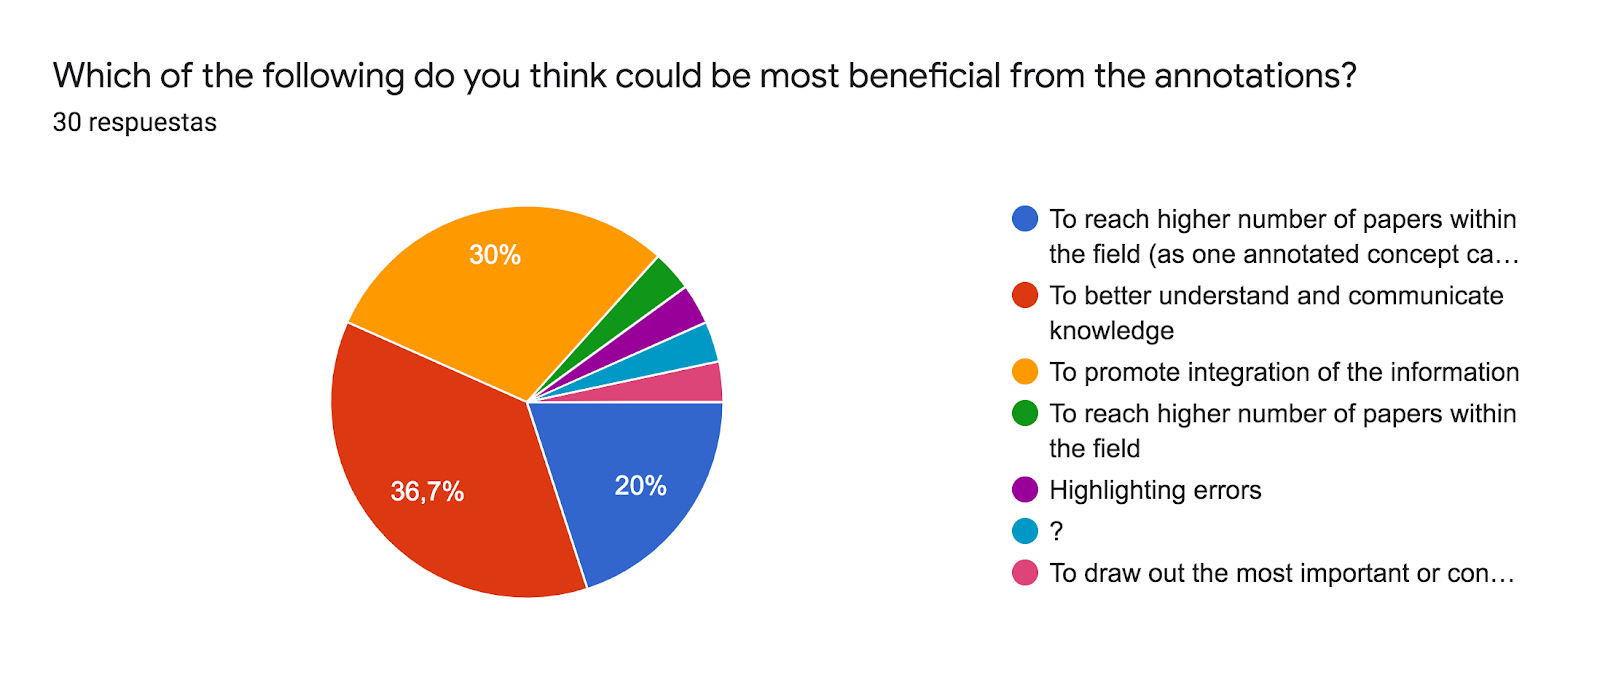 Which of the following do you think could be most beneficial from the annotations?
30 respuestas
30%
36,7%
20%
To reach higher number of papers within
the field (as one annotated concept ca…
To better understand and communicate
knowledge
To promote integration of the information
To reach higher number of papers within
the field
Highlighting errors
?
To draw out the most important or con…